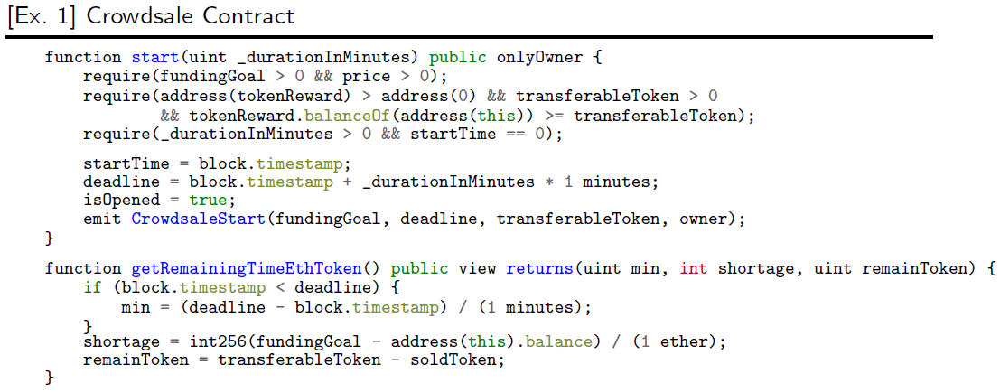 [Ex. 1] Crowdsale Contract
function start(uint _durationInMinutes) public onlyOwner {
    require(fundingGoal > 0 && price > 0);
    require(address(tokenReward) > address(0) && transferableToken > 0
            && tokenReward.balanceOf(address(this)) >= transferableToken);
    require(_durationInMinutes > 0 && startTime == 0);
    startTime = block.timestamp;
    deadline = block.timestamp + _durationInMinutes * 1 minutes;
    isOpened = true;
    emit CrowdsaleStart(fundingGoal, deadline, transferableToken, owner);
}
function getRemainingTimeEthToken() public view returns(uint min, int shortage, uint remainToken) {
    if (block.timestamp < deadline) {
        min = (deadline - block.timestamp) / (1 minutes);
    }
    shortage = int256(fundingGoal - address(this).balance) / (1 ether);
    remainToken = transferableToken - soldToken;
}